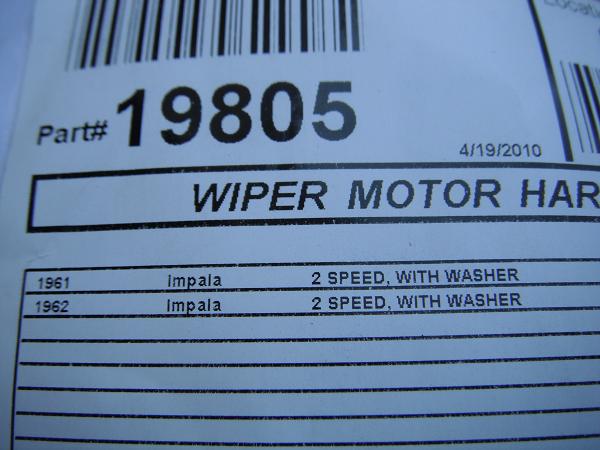 Location
Part# 19805
4/19/2010
WIPER MOTOR HAR
1961 Impala 2 SPEED, WITH WASHER
1962 Impala 2 SPEED, WITH WASHER